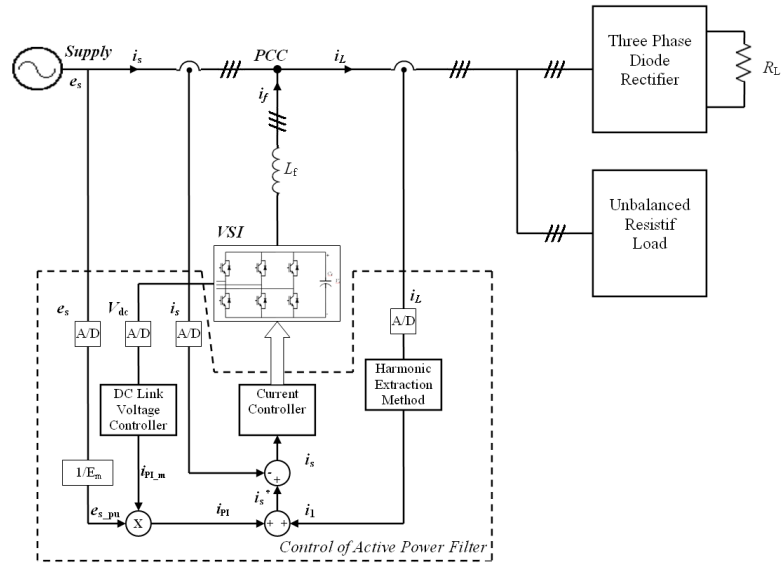 Supply
e_s
i_s
PCC
i_L
Three Phase
Diode
Rectifier
R_L
i_f
L_f
Unbalanced
Resistif
Load
VSI
e_s
V_dc
i_s
i_L
A/D
A/D
A/D
A/D
DC Link
Voltage
Controller
Current
Controller
Harmonic
Extraction
Method
1/E_m
i_PI_m
- +
i_s
i_s*
e_s_pu
X
i_PI
+ +
i_1
Control of Active Power Filter